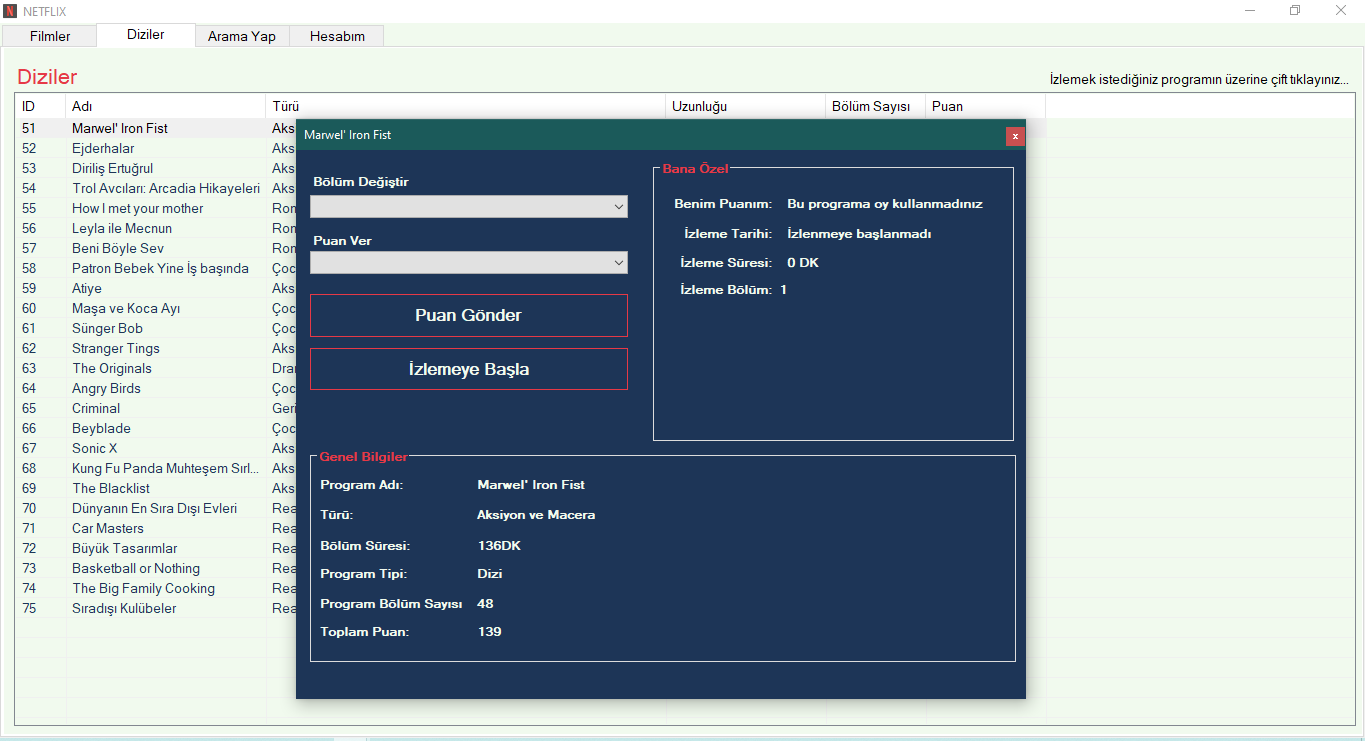 NETFLIX
Filmler Diziler Arama Yap Hesabım
Diziler
İzlemek istediğiniz programın üzerine çift tıklayınız...
ID Adı Türü Uzunluğu Bölüm Sayısı Puan
51 Marwel' Iron Fist Aks
52 Ejderhalar Aks
53 Diriliş Ertuğrul Aks
54 Trol Avcıları: Arcadia Hikayeleri Aks
55 How I met your mother Rom
56 Leyla ile Mecnun Rom
57 Beni Böyle Sev Rom
58 Patron Bebek Yine İş başında Çoc
59 Atiye Aks
60 Maşa ve Koca Ayı Çoc
61 Sünger Bob Çoc
62 Stranger Tings Aks
63 The Originals Dra
64 Angry Birds Çoc
65 Criminal Geri
66 Beyblade Çoc
67 Sonic X Aks
68 Kung Fu Panda Muhteşem Sırl... Aks
69 The Blacklist Aks
70 Dünyanın En Sıra Dışı Evleri Rea
71 Car Masters Rea
72 Büyük Tasarımlar Rea
73 Basketball or Nothing Rea
74 The Big Family Cooking Rea
75 Sıradışı Kulübeler Rea
Marwel' Iron Fist x
Bölüm Değiştir
Puan Ver
Puan Gönder
İzlemeye Başla
Bana Özel
Benim Puanım: Bu programa oy kullanmadınız
İzleme Tarihi: İzlenmeye başlanmadı
İzleme Süresi: 0 DK
İzleme Bölüm: 1
Genel Bilgiler
Program Adı: Marwel' Iron Fist
Türü: Aksiyon ve Macera
Bölüm Süresi: 136DK
Program Tipi: Dizi
Program Bölüm Sayısı 48
Toplam Puan: 139